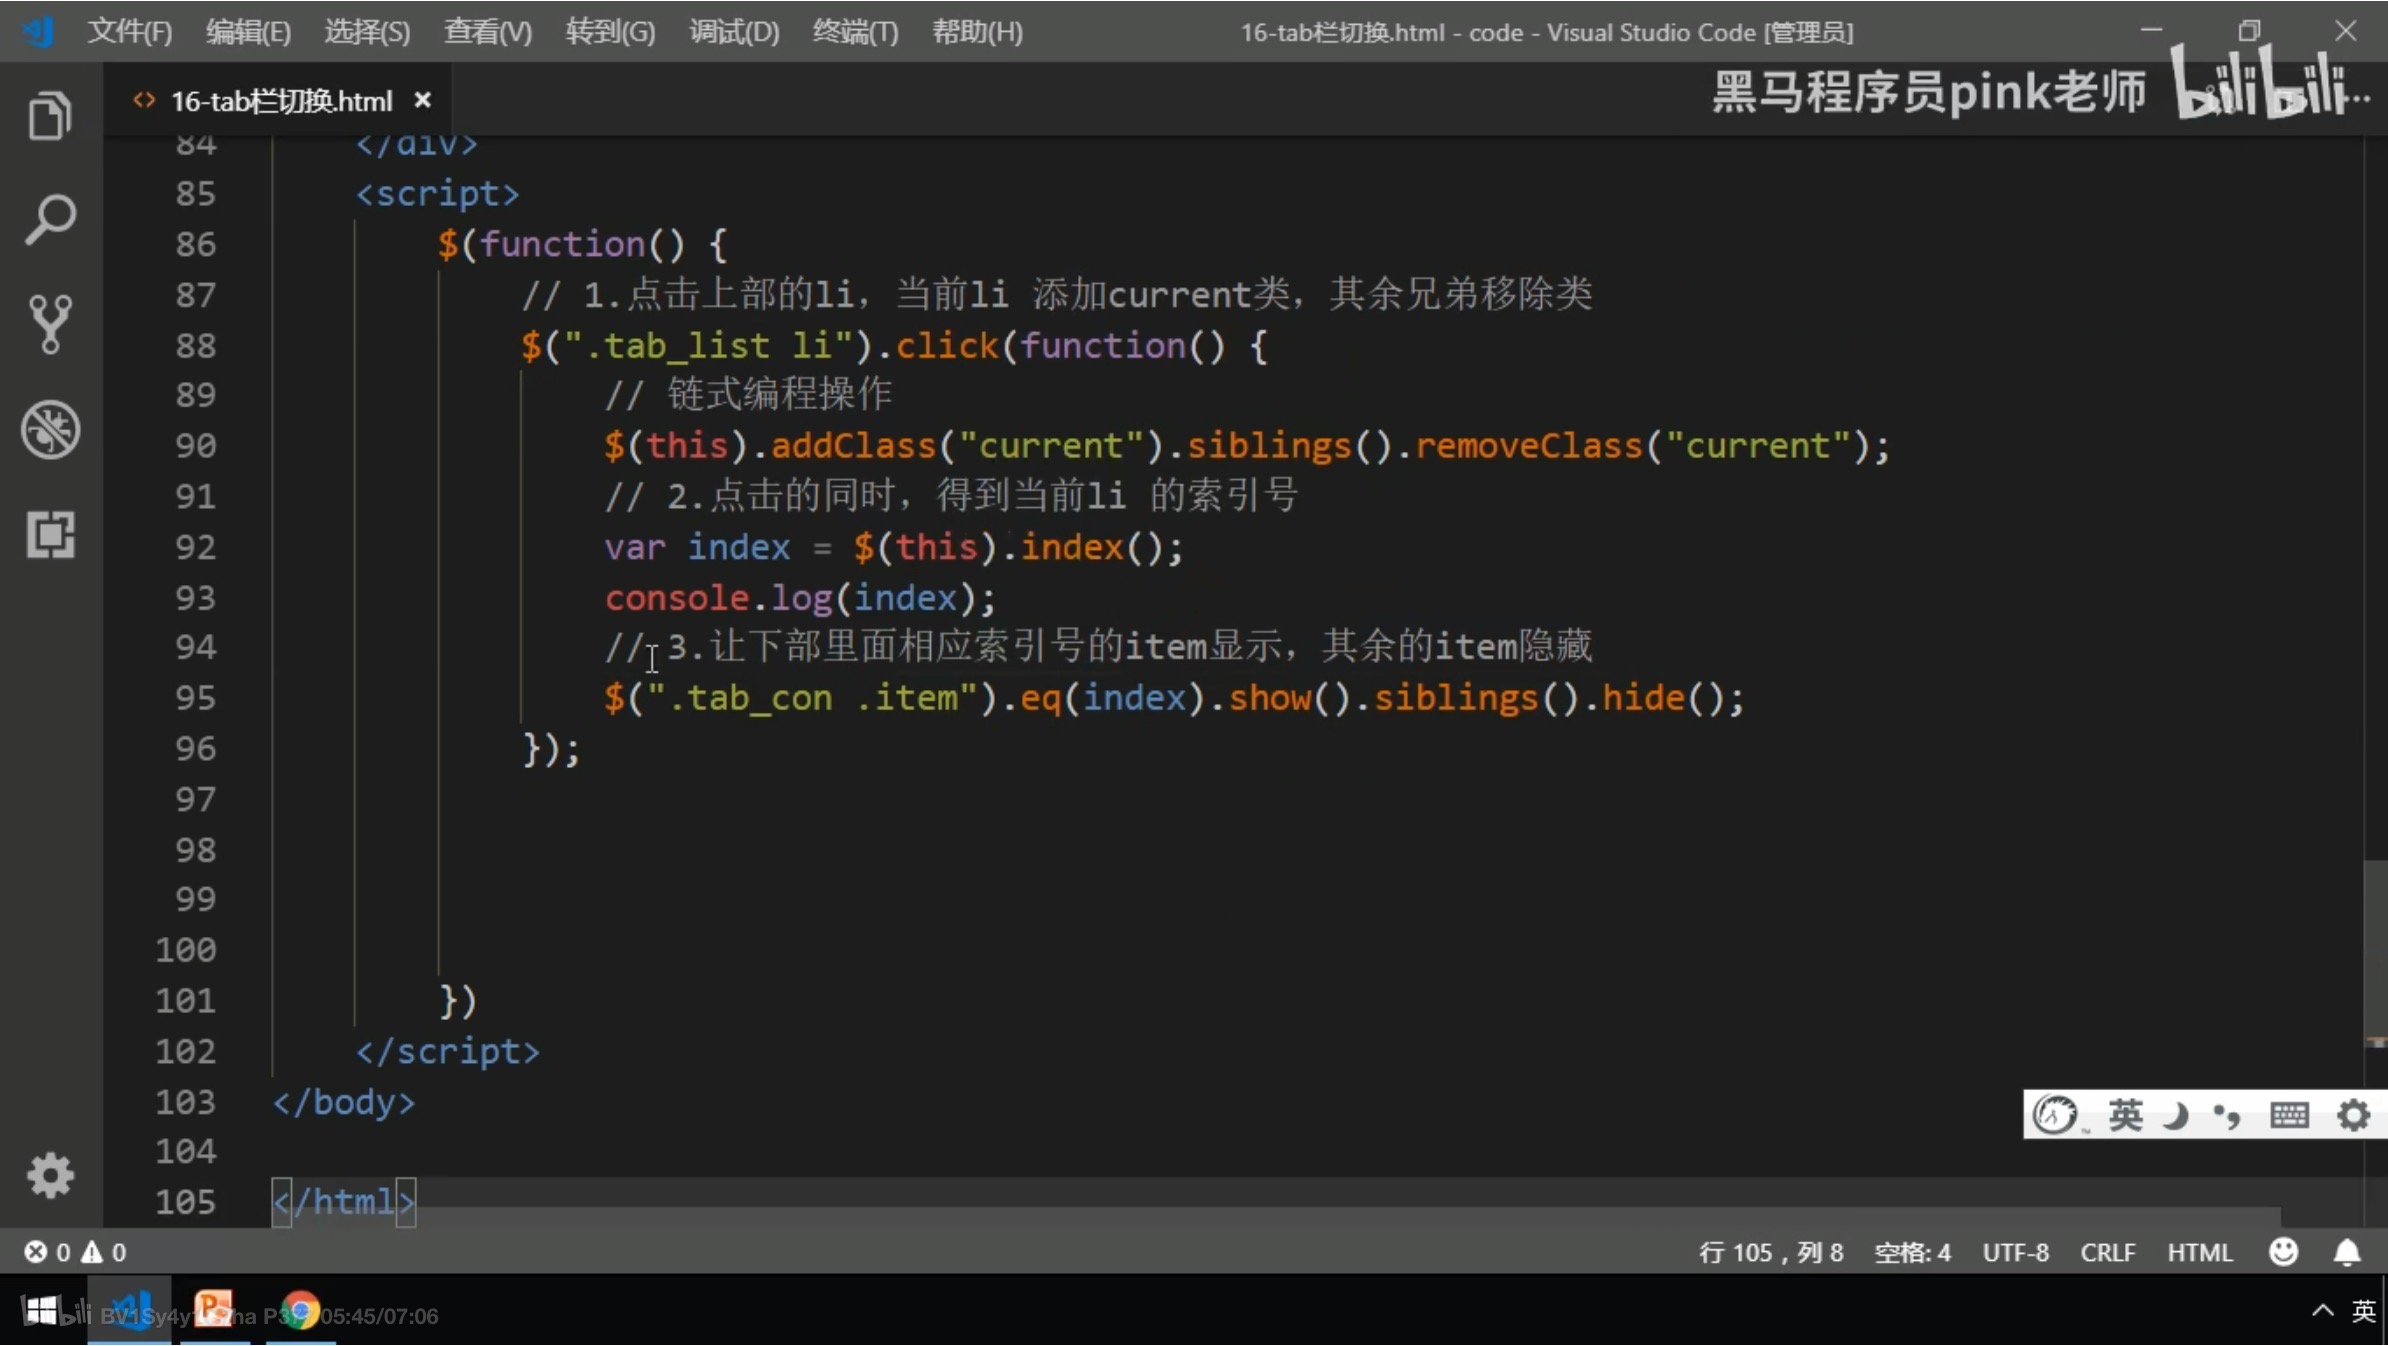 文件(F) 编辑(E) 选择(S) 查看(V) 转到(G) 调试(D) 终端(T) 帮助(H) 16-tab栏切换.html - code - Visual Studio Code [管理员]
16-tab栏切换.html
黑马程序员pink老师 bilibili
84 </div>
85 <script>
86 $(function() {
87 // 1.点击上部的li，当前li 添加current类，其余兄弟移除类
88 $(".tab_list li").click(function() {
89 // 链式编程操作
90 $(this).addClass("current").siblings().removeClass("current");
91 // 2.点击的同时，得到当前li 的索引号
92 var index = $(this).index();
93 console.log(index);
94 // 3.让下部里面相应索引号的item显示，其余的item隐藏
95 $(".tab_con .item").eq(index).show().siblings().hide();
96 });
97
98
99
100
101 })
102 </script>
103 </body>
104
105 </html>
英
0 0 行 105，列 8 空格: 4 UTF-8 CRLF HTML
bilibili P377 05:45/07:06 英